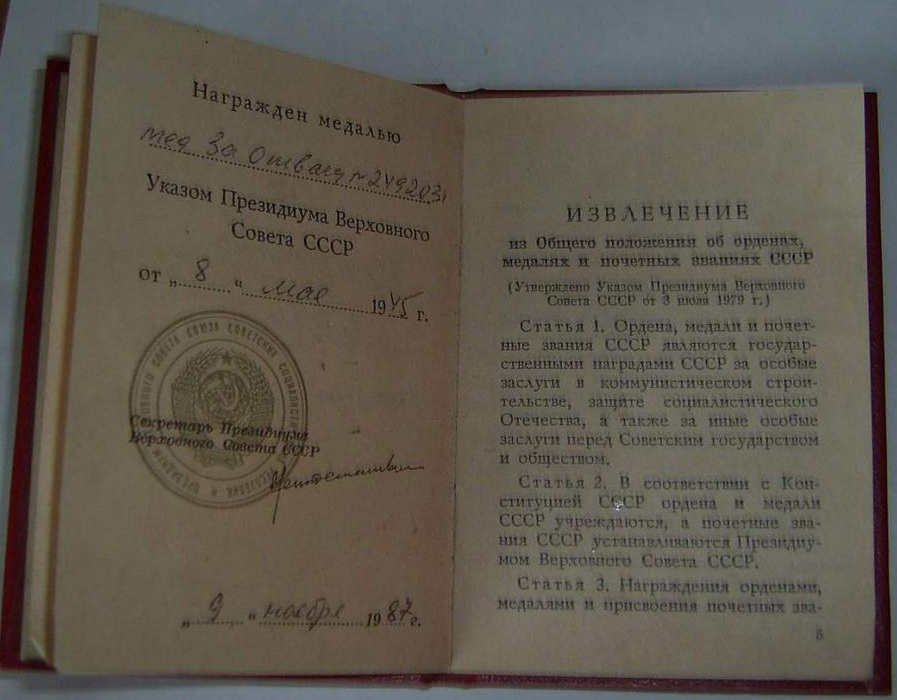 Награжден медалью
мед За Отвагу № 2492031
Указом Президиума Верховного
Совета СССР
от „ 8 “ мая 1945 г.
Секретарь Президиума
Верховного Совета СССР
„ 9 “ ноября 1987 г.
ИЗВЛЕЧЕНИЕ
из Общего положения об орденах,
медалях и почетных званиях СССР
(Утверждено Указом Президиума Верховного
Совета СССР от 3 июля 1979 г.)
Статья 1. Ордена, медали и почет-
ные звания СССР являются государ-
ственными наградами СССР за особые
заслуги в коммунистическом строи-
тельстве, защите социалистического
Отечества, а также за иные особые
заслуги перед Советским государством
и обществом.
Статья 2. В соответствии с Кон-
ституцией СССР ордена и медали
СССР учреждаются, а почетные зва-
ния СССР устанавливаются Президиу-
мом Верховного Совета СССР.
Статья 3. Награждения орденами,
медалями и присвоения почетных зва-
5